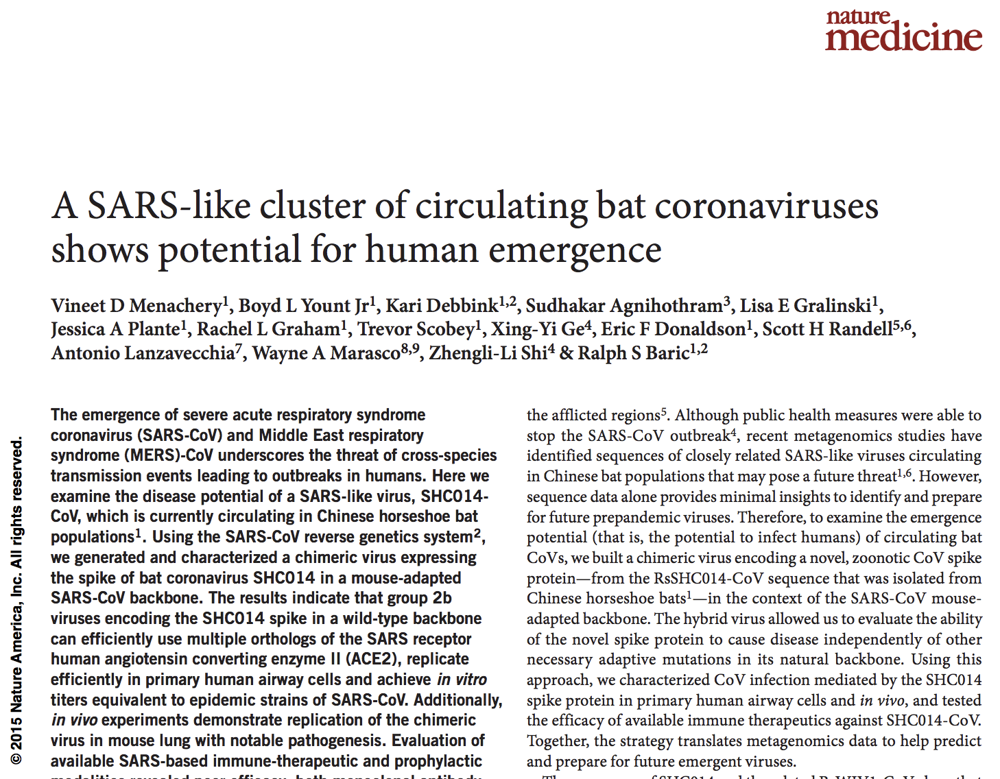 nature
medicine
A SARS-like cluster of circulating bat coronaviruses
shows potential for human emergence
Vineet D Menachery1, Boyd L Yount Jr1, Kari Debbink1,2, Sudhakar Agnihothram3, Lisa E Gralinski1,
Jessica A Plante1, Rachel L Graham1, Trevor Scobey1, Xing-Yi Ge4, Eric F Donaldson1, Scott H Randell5,6,
Antonio Lanzavecchia7, Wayne A Marasco8,9, Zhengli-Li Shi4 & Ralph S Baric1,2
The emergence of severe acute respiratory syndrome
coronavirus (SARS-CoV) and Middle East respiratory
syndrome (MERS)-CoV underscores the threat of cross-species
transmission events leading to outbreaks in humans. Here we
examine the disease potential of a SARS-like virus, SHC014-
CoV, which is currently circulating in Chinese horseshoe bat
populations1. Using the SARS-CoV reverse genetics system2,
we generated and characterized a chimeric virus expressing
the spike of bat coronavirus SHC014 in a mouse-adapted
SARS-CoV backbone. The results indicate that group 2b
viruses encoding the SHC014 spike in a wild-type backbone
can efficiently use multiple orthologs of the SARS receptor
human angiotensin converting enzyme II (ACE2), replicate
efficiently in primary human airway cells and achieve in vitro
titers equivalent to epidemic strains of SARS-CoV. Additionally,
in vivo experiments demonstrate replication of the chimeric
virus in mouse lung with notable pathogenesis. Evaluation of
available SARS-based immune-therapeutic and prophylactic
the afflicted regions5. Although public health measures were able to
stop the SARS-CoV outbreak4, recent metagenomics studies have
identified sequences of closely related SARS-like viruses circulating
in Chinese bat populations that may pose a future threat1,6. However,
sequence data alone provides minimal insights to identify and prepare
for future prepandemic viruses. Therefore, to examine the emergence
potential (that is, the potential to infect humans) of circulating bat
CoVs, we built a chimeric virus encoding a novel, zoonotic CoV spike
protein—from the RsSHC014-CoV sequence that was isolated from
Chinese horseshoe bats1—in the context of the SARS-CoV mouse-
adapted backbone. The hybrid virus allowed us to evaluate the ability
of the novel spike protein to cause disease independently of other
necessary adaptive mutations in its natural backbone. Using this
approach, we characterized CoV infection mediated by the SHC014
spike protein in primary human airway cells and in vivo, and tested
the efficacy of available immune therapeutics against SHC014-CoV.
Together, the strategy translates metagenomics data to help predict
and prepare for future emergent viruses.
© 2015 Nature America, Inc. All rights reserved.